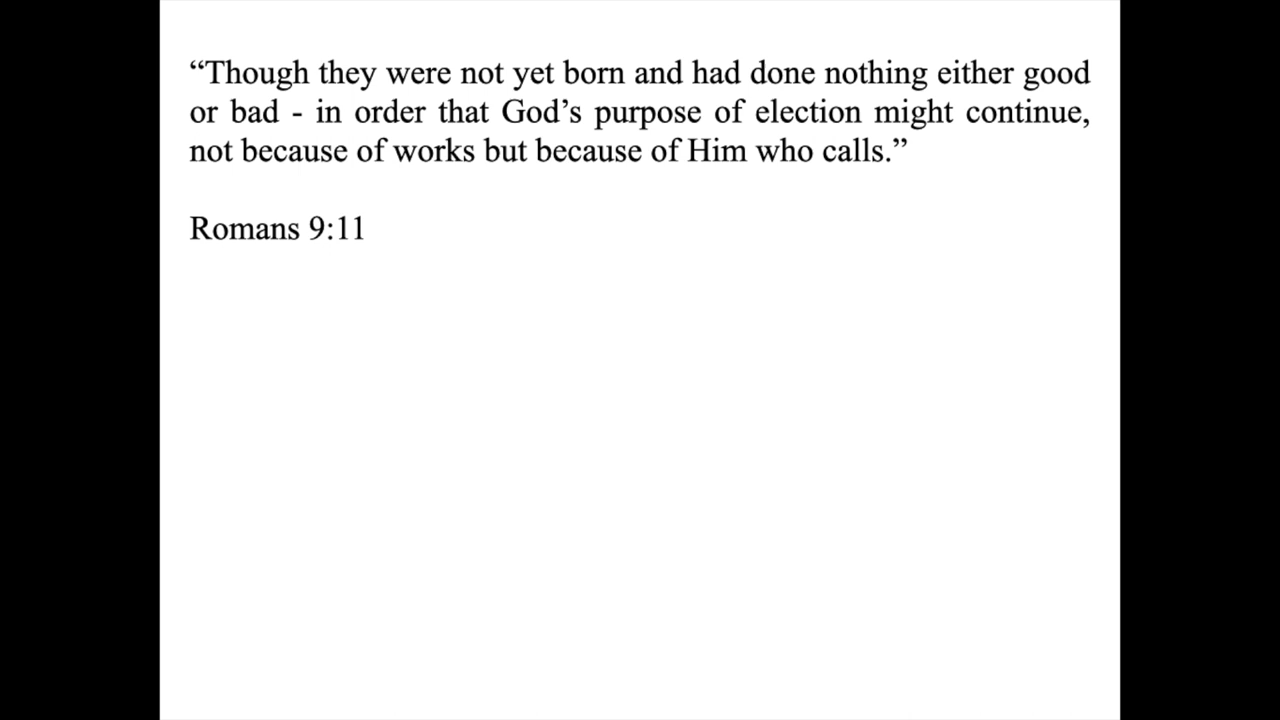 “Though they were not yet born and had done nothing either good
or bad - in order that God’s purpose of election might continue,
not because of works but because of Him who calls.”
Romans 9:11